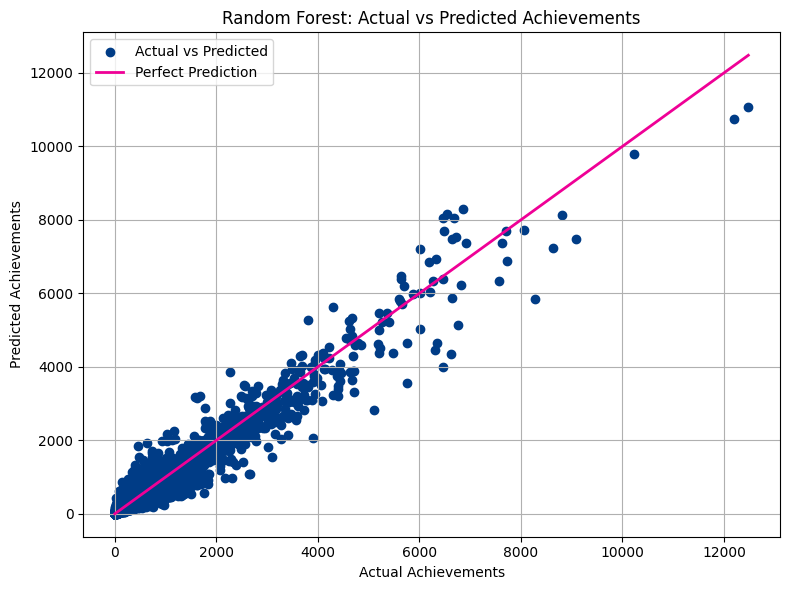 Random Forest: Actual vs Predicted Achievements
Actual vs Predicted
Perfect Prediction
Predicted Achievements
12000
10000
8000
6000
4000
2000
0
0 2000 4000 6000 8000 10000 12000
Actual Achievements